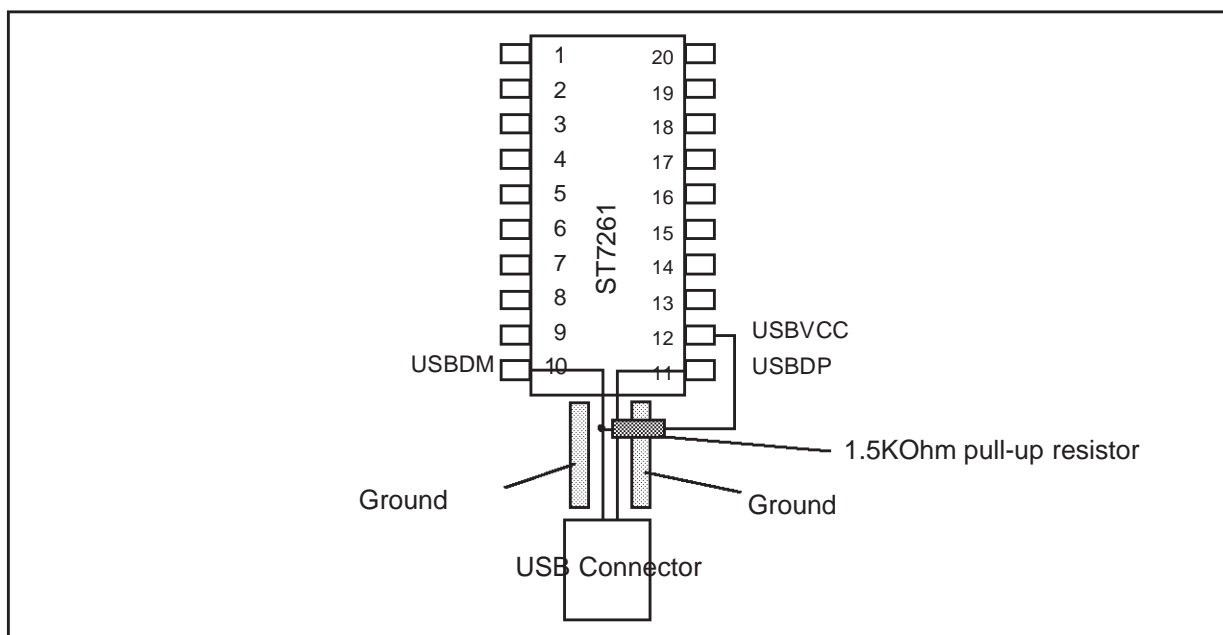 1 20
2 19
3 18
4 17
5 16
6 15
7 14
8 13
9 12
10 11
ST7261
USBVCC
USBDM
USBDP
1.5KOhm pull-up resistor
Ground
Ground
USB Connector